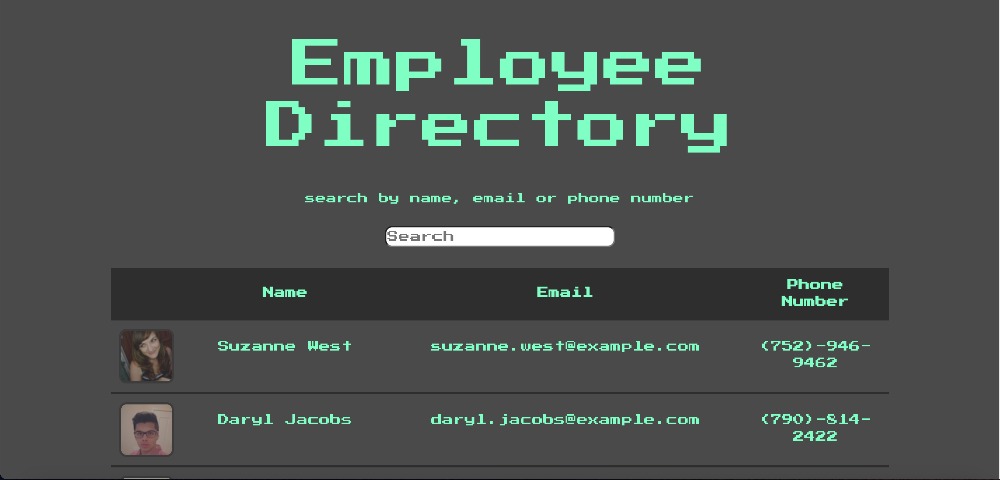 Employee
Directory
search by name, email or phone number
Search
Name Email Phone
Number
Suzanne West suzanne.west@example.com (752)-946-
9462
Daryl Jacobs daryl.jacobs@example.com (790)-814-
2422